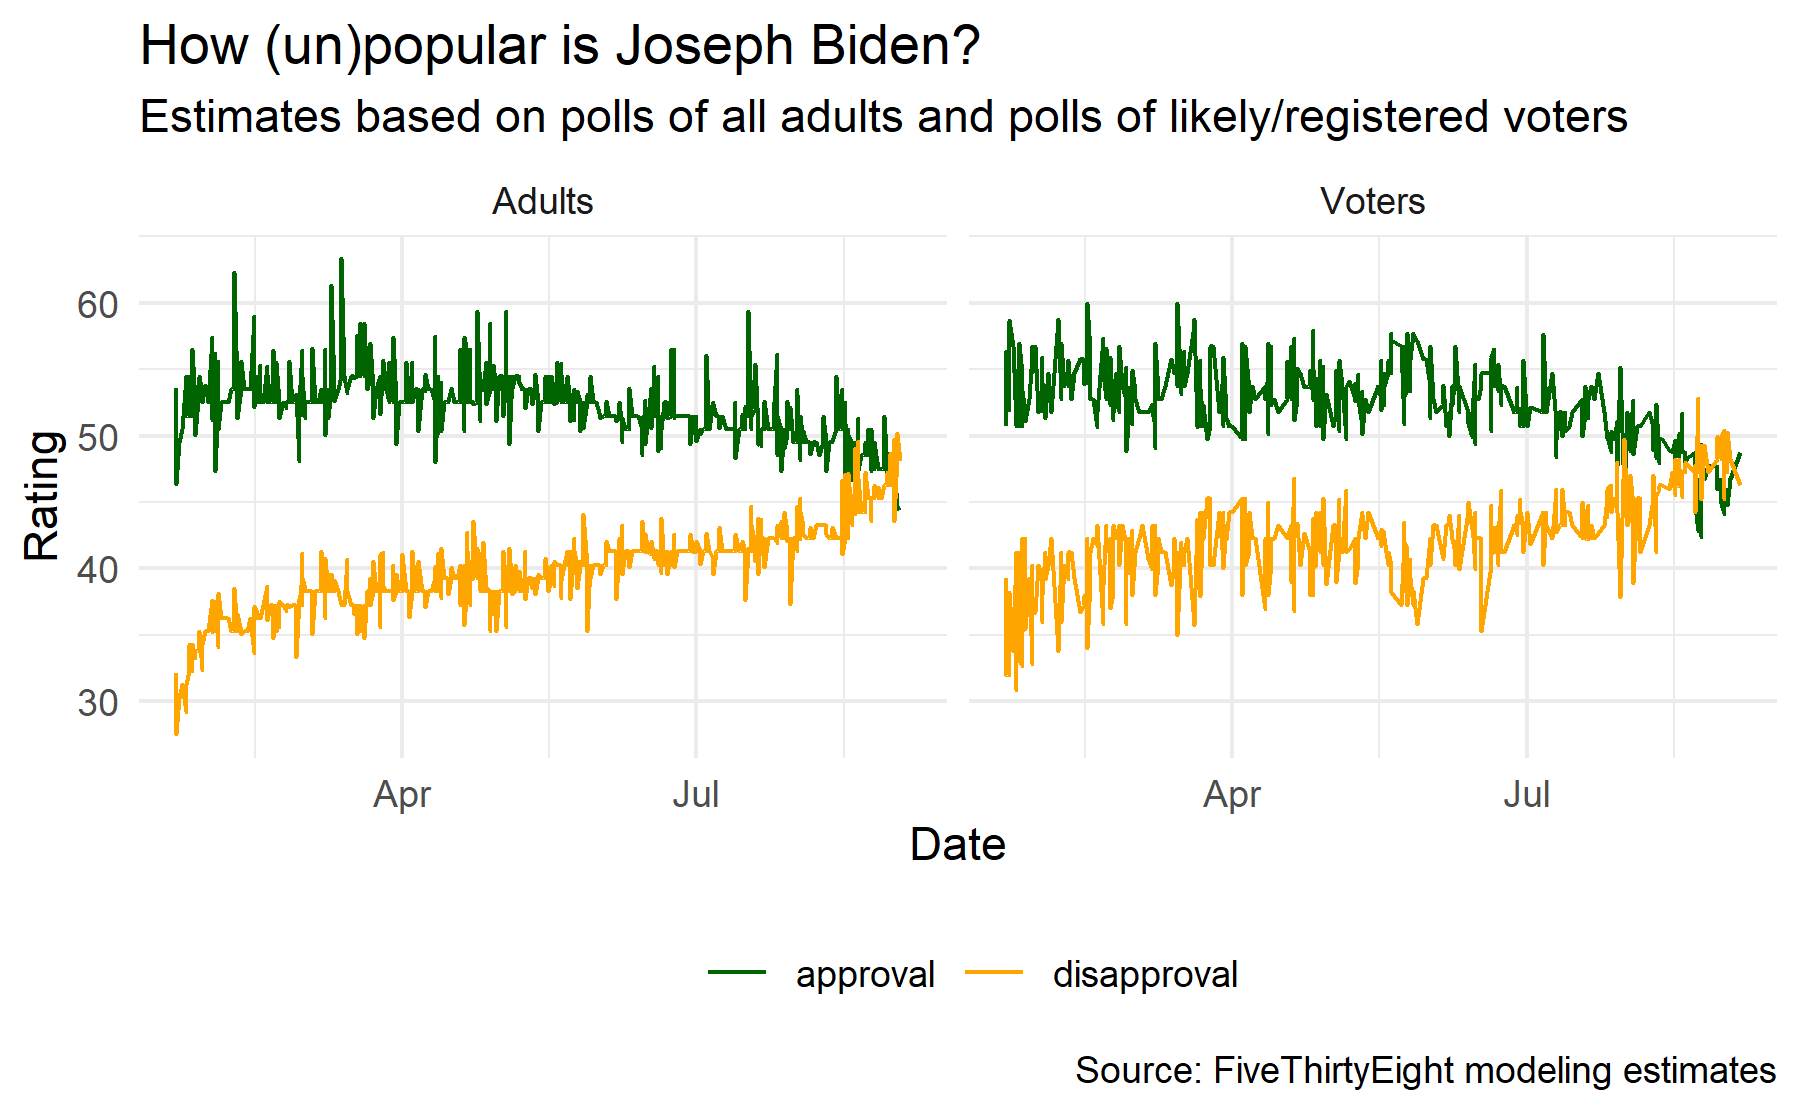 How (un)popular is Joseph Biden?
Estimates based on polls of all adults and polls of likely/registered voters
Adults
Voters
60
50
40
30
Rating
Apr
Jul
Apr
Jul
Date
approval
disapproval
Source: FiveThirtyEight modeling estimates